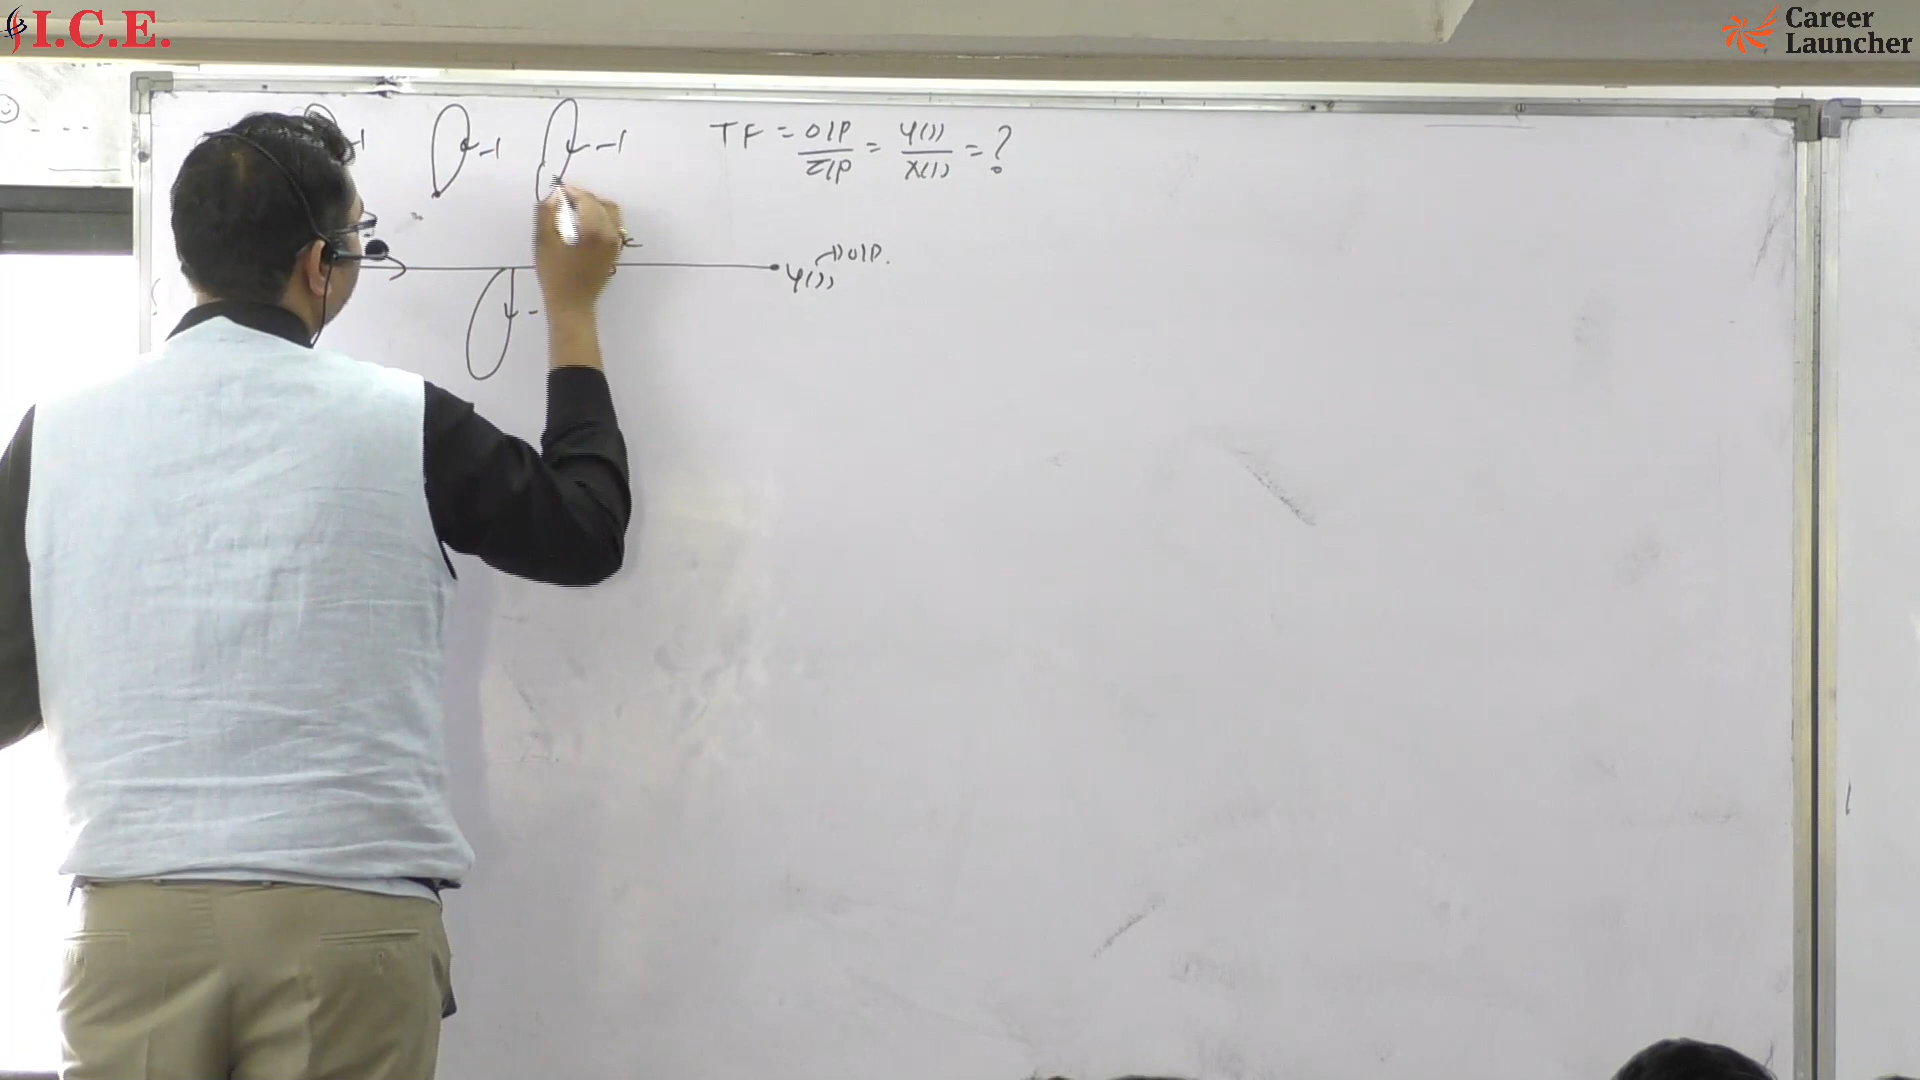 I.C.E.
Career
Launcher
-1 -1 -1
TF = O/P / I/P = Y(s) / X(s) = ?
O/P.
Y(s)